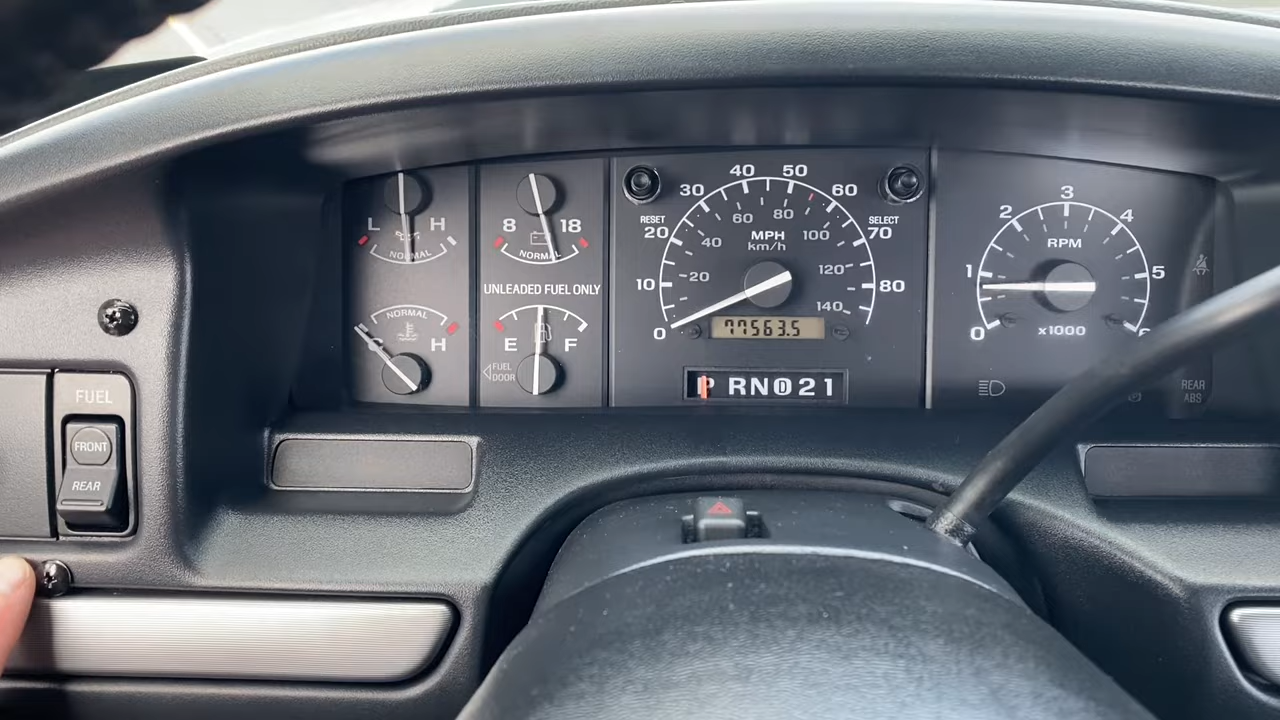 L H
NORMAL
8 18
NORMAL
UNLEADED FUEL ONLY
NORMAL
C H
E F
FUEL
DOOR
RESET
SELECT
0 10 20 30 40 50 60 70 80
20 40 60 80 100 120 140
MPH
km/h
77563.5
P RN D 21
0 1 2 3 4 5
RPM
x1000
REAR
ABS
FUEL
FRONT
REAR